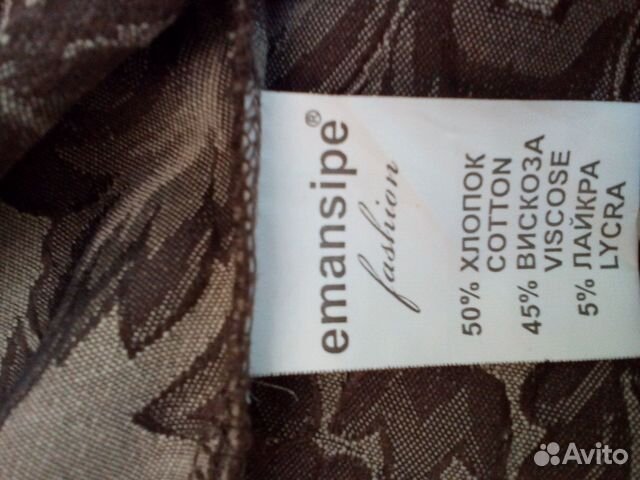 emansipe®
fashion
50% ХЛОПОК
COTTON
45% ВИСКОЗА
VISCOSE
5% ЛАЙКРА
LYCRA
Avito